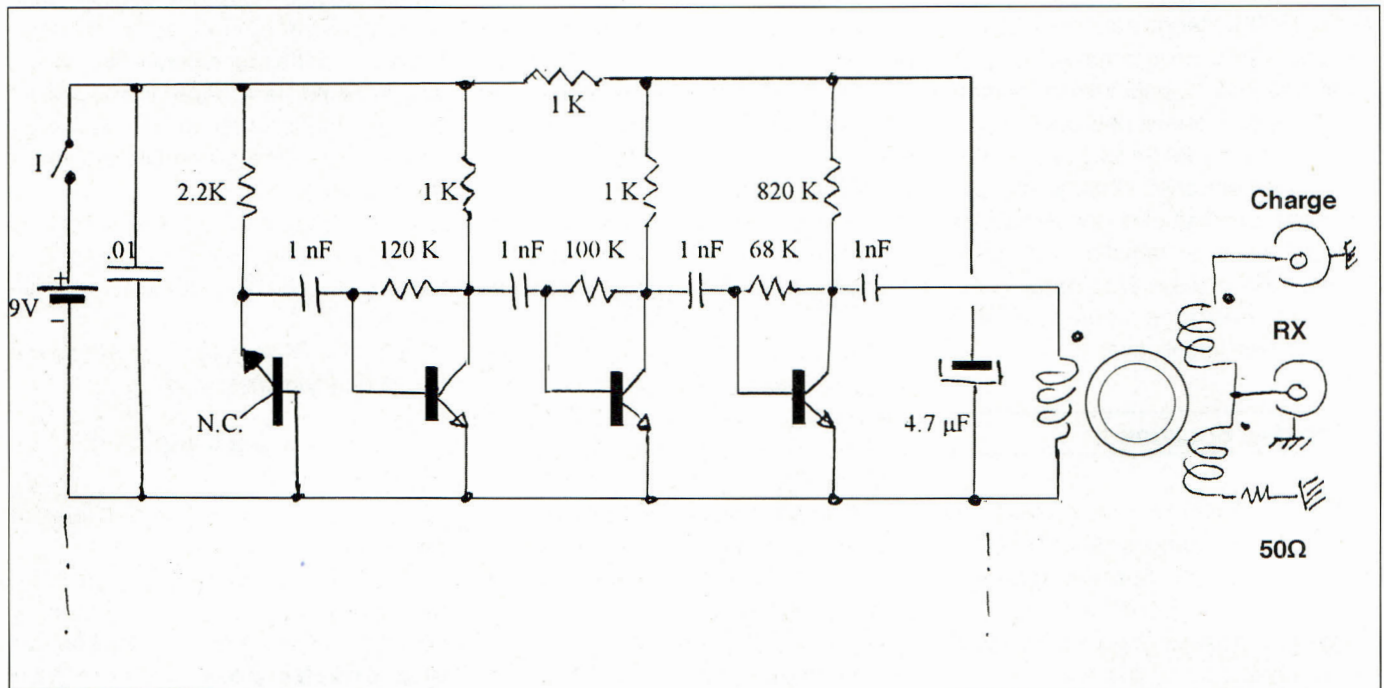 1 K
I
2.2K
1 K
1 K
820 K
Charge
.01
1 nF
120 K
1 nF
100 K
1 nF
68 K
1nF
+
9V
−
RX
N.C.
4.7 µF
50Ω